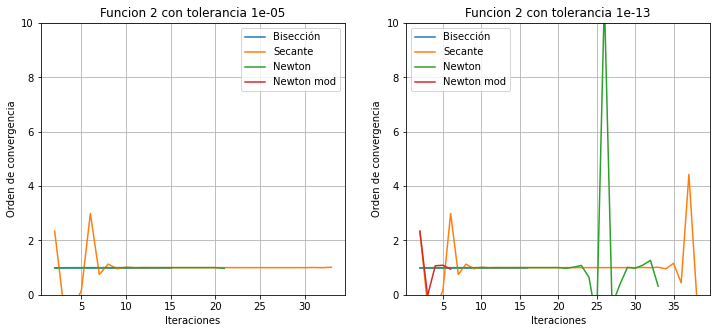 Funcion 2 con tolerancia 1e-05
10
8
6
4
2
0
Orden de convergencia
5
10
15
20
25
30
Iteraciones
Bisección
Secante
Newton
Newton mod
Funcion 2 con tolerancia 1e-13
10
8
6
4
2
0
Orden de convergencia
5
10
15
20
25
30
35
Iteraciones
Bisección
Secante
Newton
Newton mod